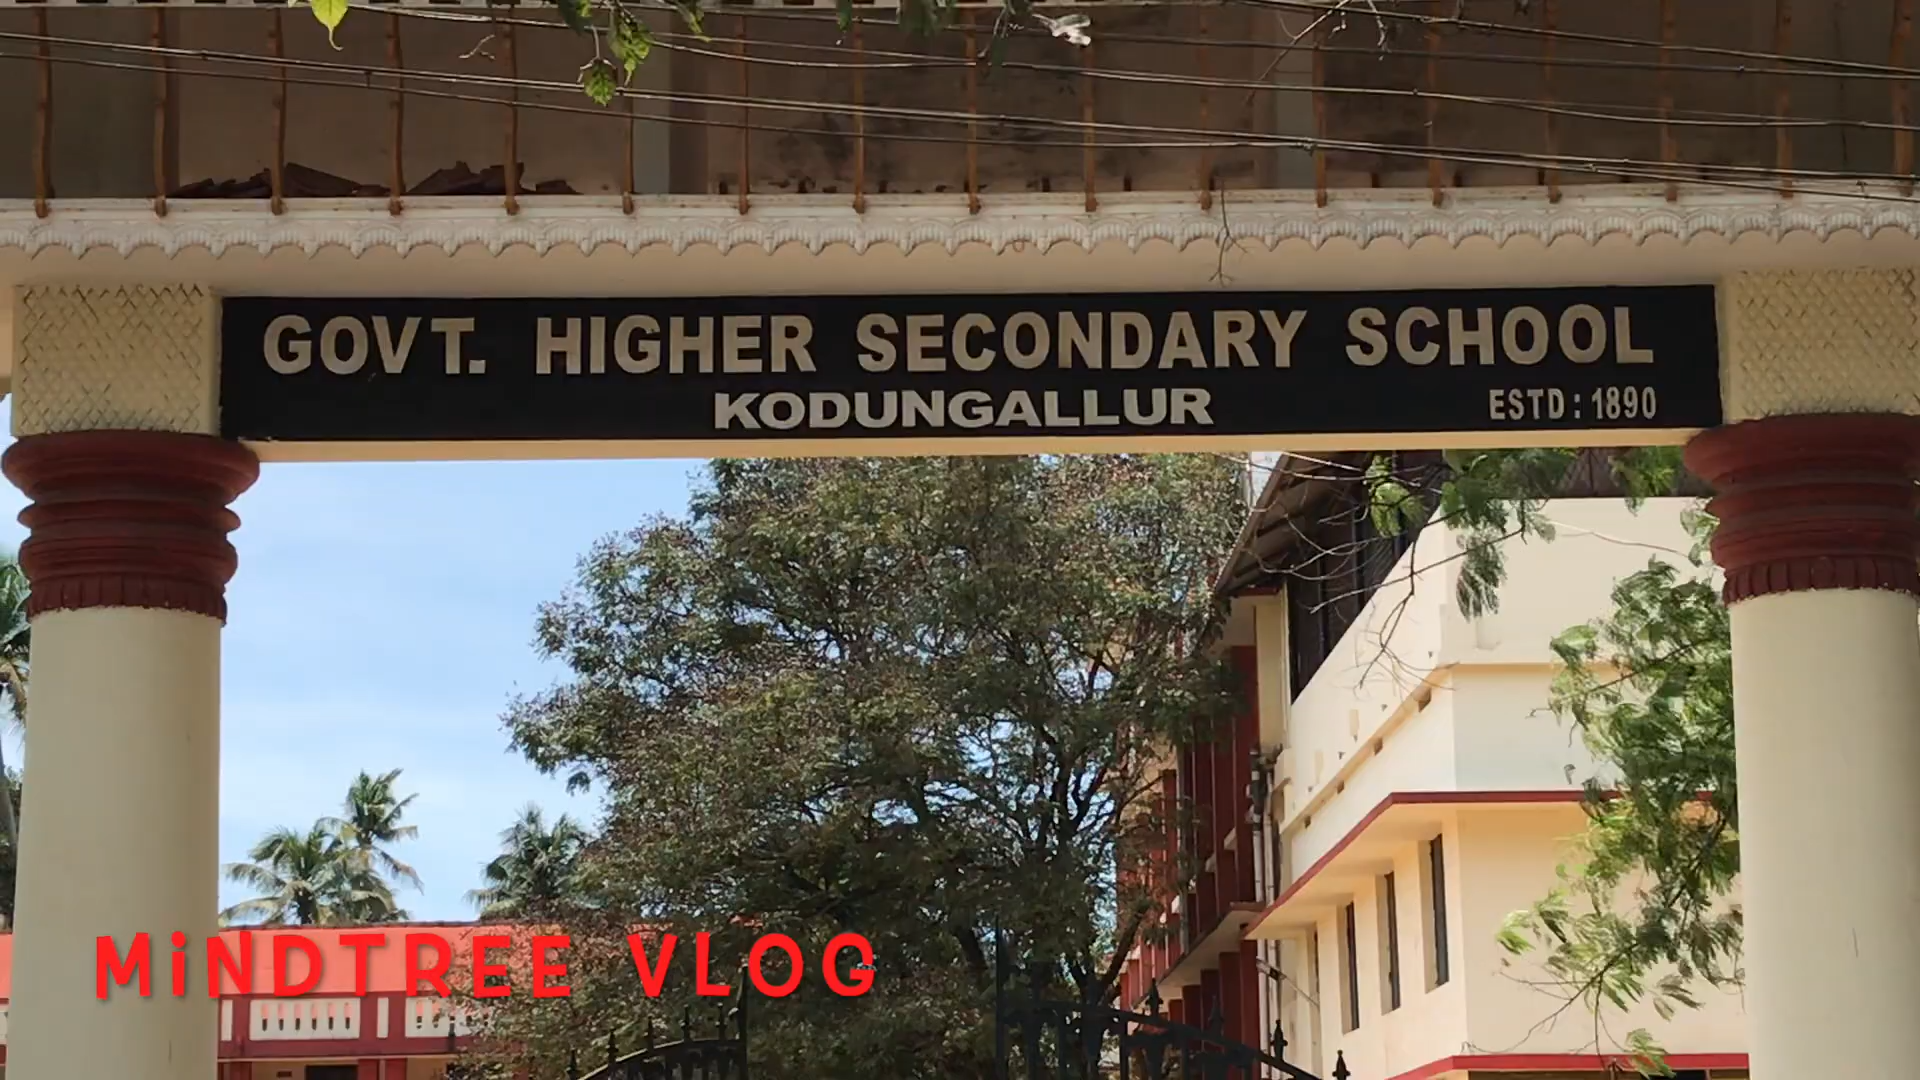 GOVT. HIGHER SECONDARY SCHOOL
KODUNGALLUR
ESTD : 1890
MiNDTREE VLOG